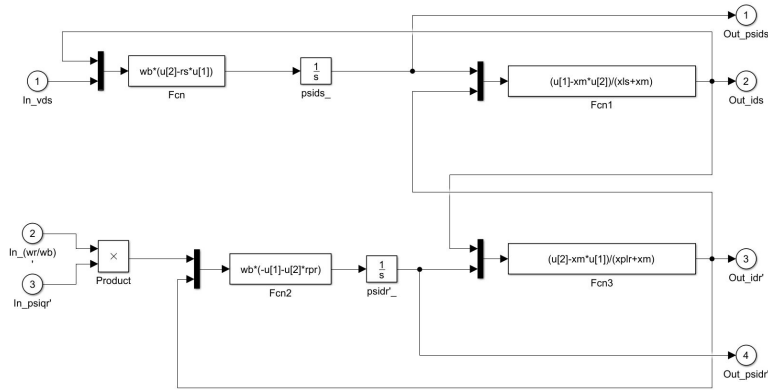 1
Out_psids
1
In_vds
wb*(u[2]-rs*u[1])
Fcn
1
s
psids_
(u[1]-xm*u[2])/(xls+xm)
Fcn1
2
Out_ids
2
In_(wr/wb)
'
3
In_psiqr'
×
Product
wb*(-u[1]-u[2]*rpr)
Fcn2
1
s
psidr'_
(u[2]-xm*u[1])/(xplr+xm)
Fcn3
3
Out_idr'
4
Out_psidr'